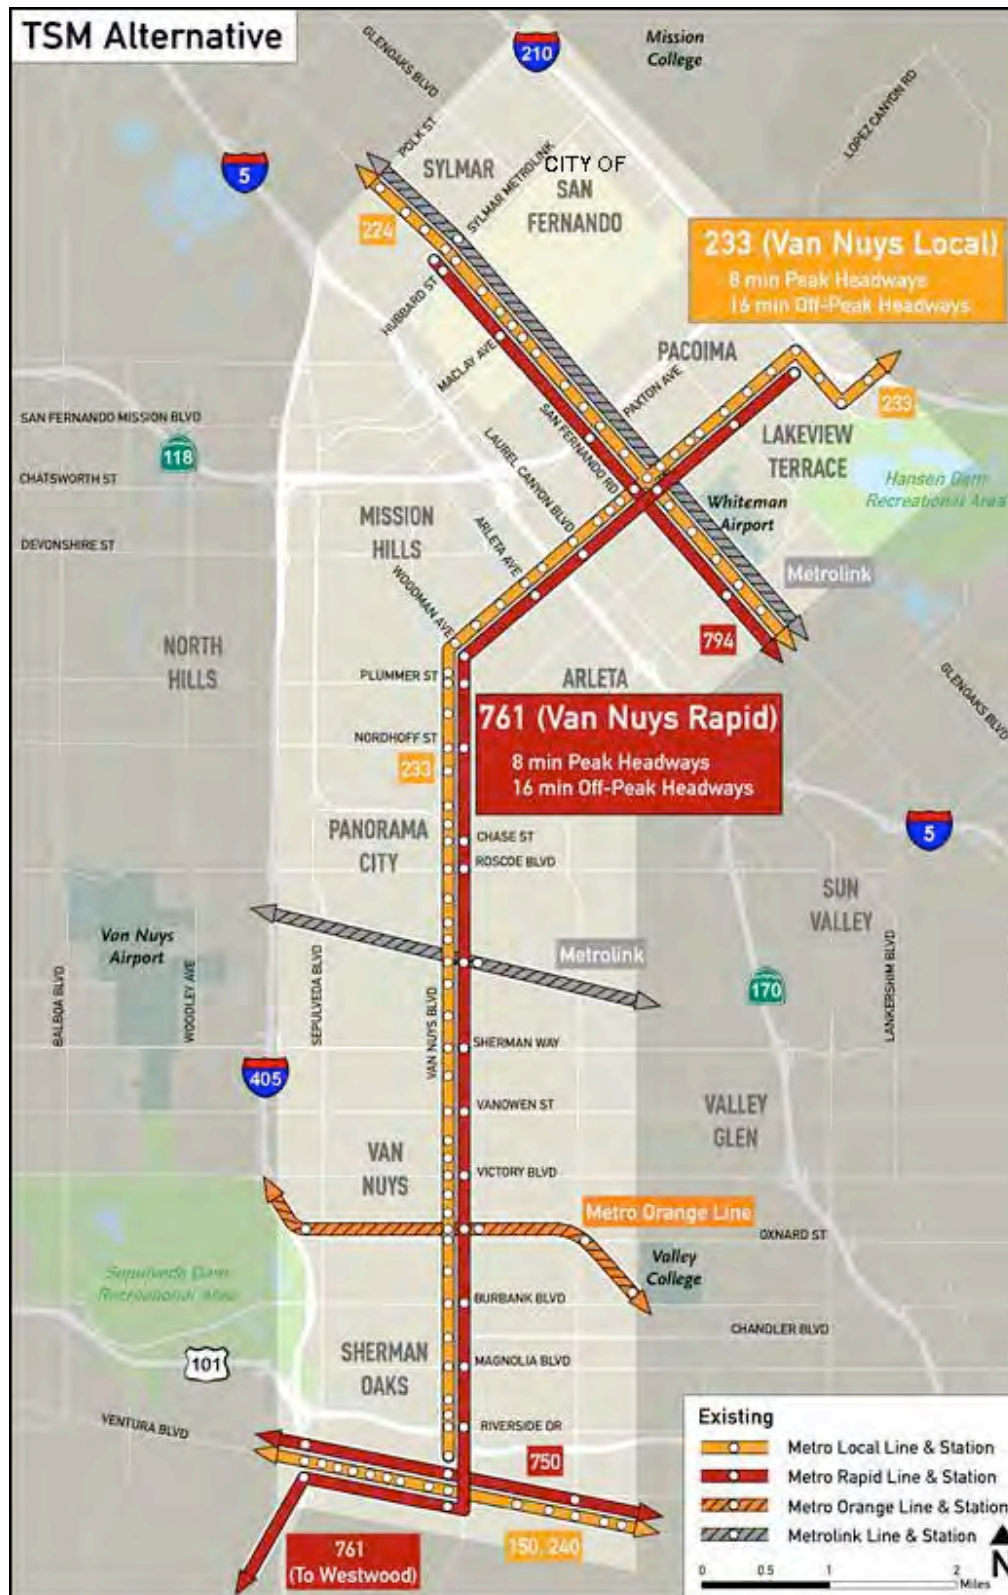 TSM Alternative
210
Mission
College
GLENOAKS BLVD
LOPEZ CANYON RD
POLK ST
5
SYLMAR
SYLMAR METROLINK
CITY OF
SAN
FERNANDO
224
233 (Van Nuys Local)
8 min Peak Headways
16 min Off-Peak Headways
HUBBARD ST
MACLAY AVE
PACOIMA
PAXTON AVE
233
SAN FERNANDO MISSION BLVD
SAN FERNANDO RD
LAKEVIEW
TERRACE
118
LAUREL CANYON BLVD
CHATSWORTH ST
Hansen Dam
Recreational Area
MISSION
HILLS
Whiteman
Airport
ARLETA AVE
DEVONSHIRE ST
Metrolink
WOODMAN AVE
NORTH
HILLS
794
PLUMMER ST
ARLETA
GLENOAKS BLVD
761 (Van Nuys Rapid)
8 min Peak Headways
16 min Off-Peak Headways
NORDHOFF ST
233
PANORAMA
CITY
CHASE ST
ROSCOE BLVD
5
SUN
VALLEY
Van Nuys
Airport
Metrolink
170
BALBOA BLVD
WOODLEY AVE
SEPULVEDA BLVD
VAN NUYS BLVD
LANKERSHIM BLVD
SHERMAN WAY
405
VANOWEN ST
VALLEY
GLEN
VAN
NUYS
VICTORY BLVD
Metro Orange Line
OXNARD ST
Valley
College
Sepulveda Dam
Recreational Area
BURBANK BLVD
CHANDLER BLVD
SHERMAN
OAKS
101
MAGNOLIA BLVD
VENTURA BLVD
RIVERSIDE DR
750
150, 240
761
(To Westwood)
Existing
Metro Local Line & Station
Metro Rapid Line & Station
Metro Orange Line & Station
Metrolink Line & Station
N
0 0.5 1 2
Miles